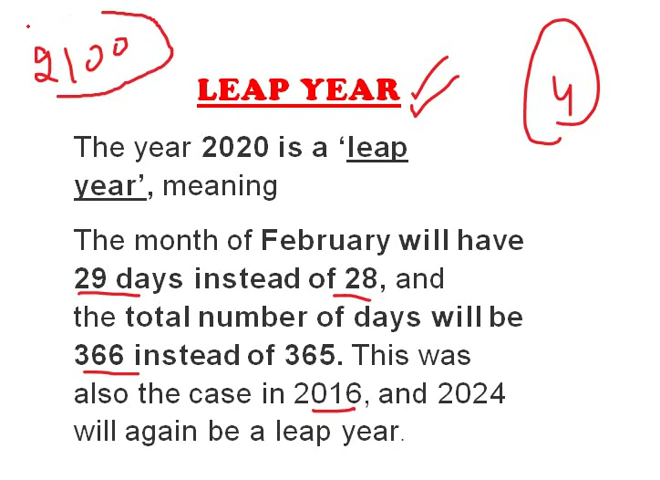 2100
LEAP YEAR
4
The year 2020 is a ‘leap
year’, meaning
The month of February will have
29 days instead of 28, and
the total number of days will be
366 instead of 365. This was
also the case in 2016, and 2024
will again be a leap year.